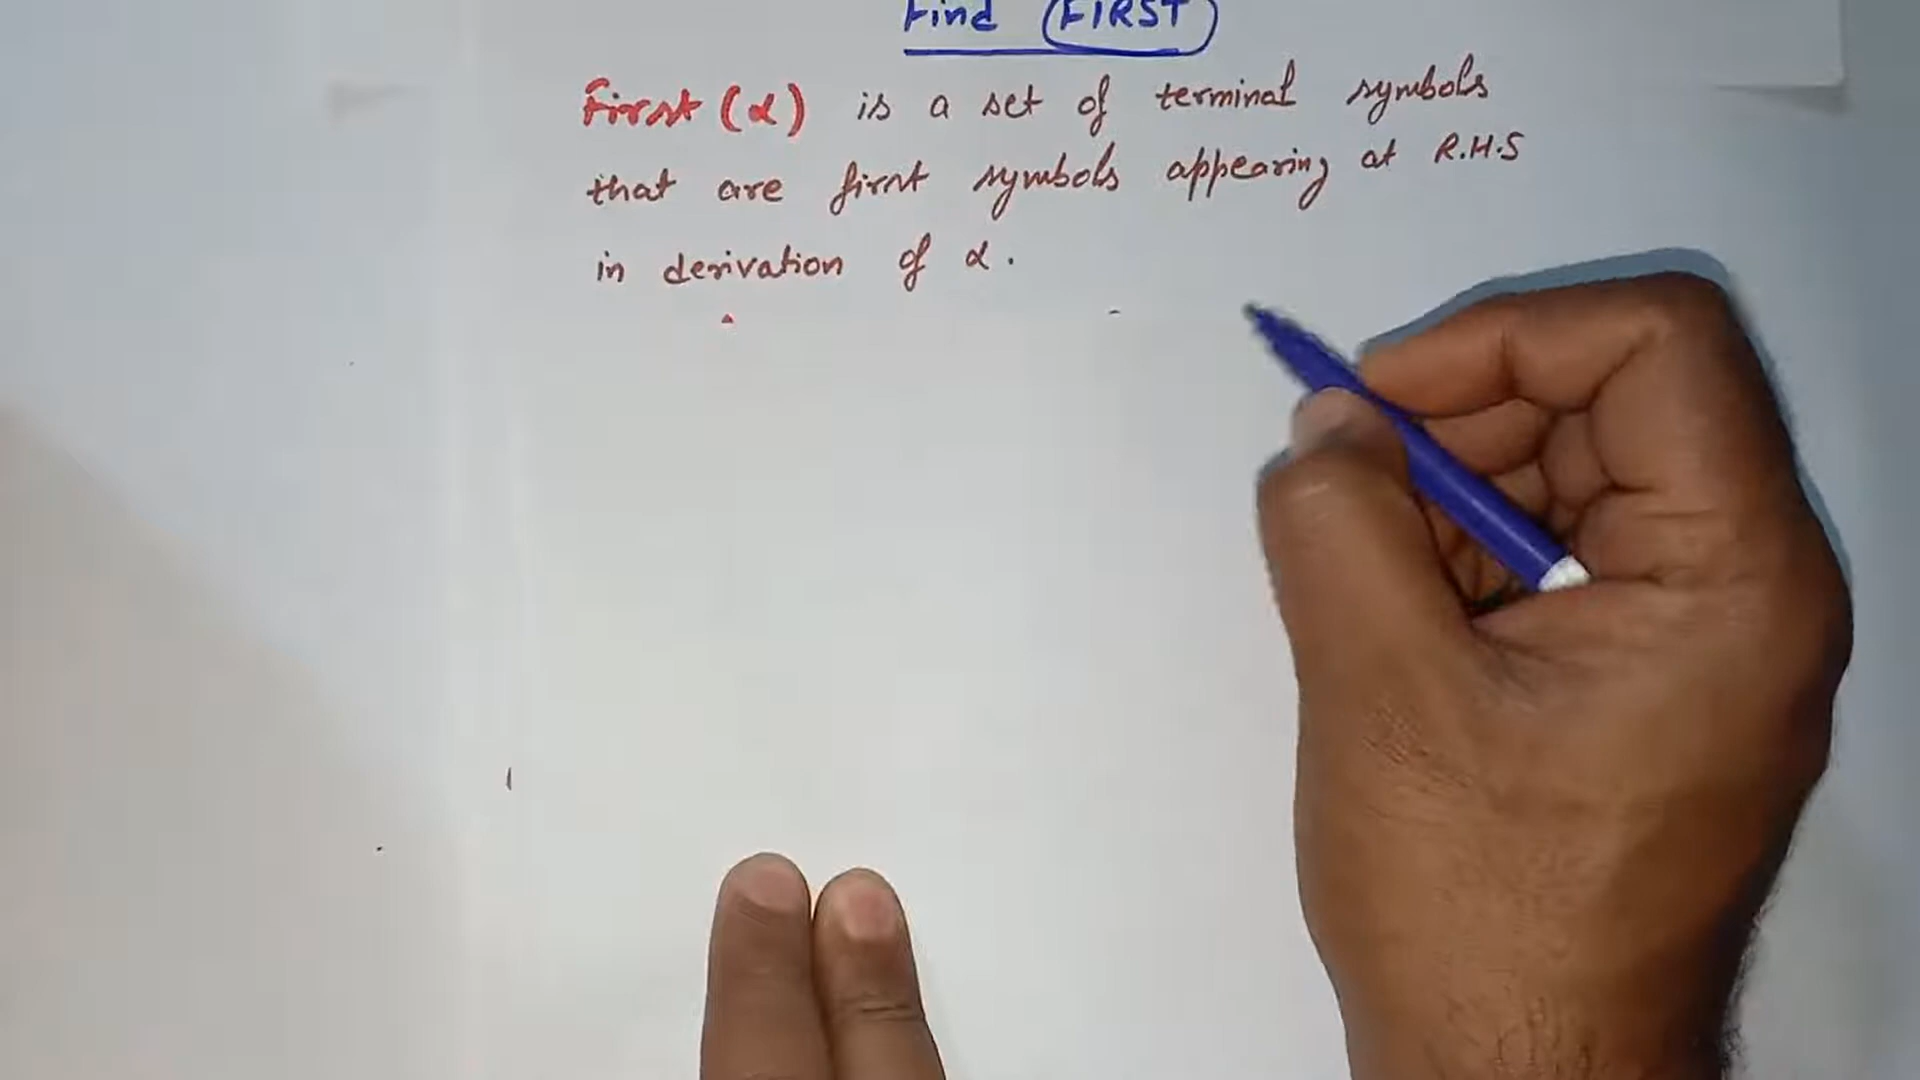 Find FIRST
First (α) is a set of terminal symbols
that are first symbols appearing at R.H.S
in derivation of α.